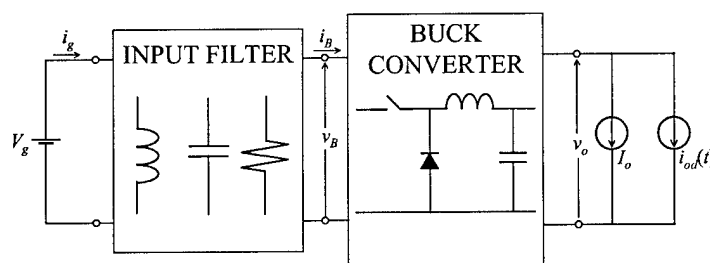 i_g
INPUT FILTER
i_B
BUCK
CONVERTER
V_g
v_B
v_o
I_o
i_od(t)